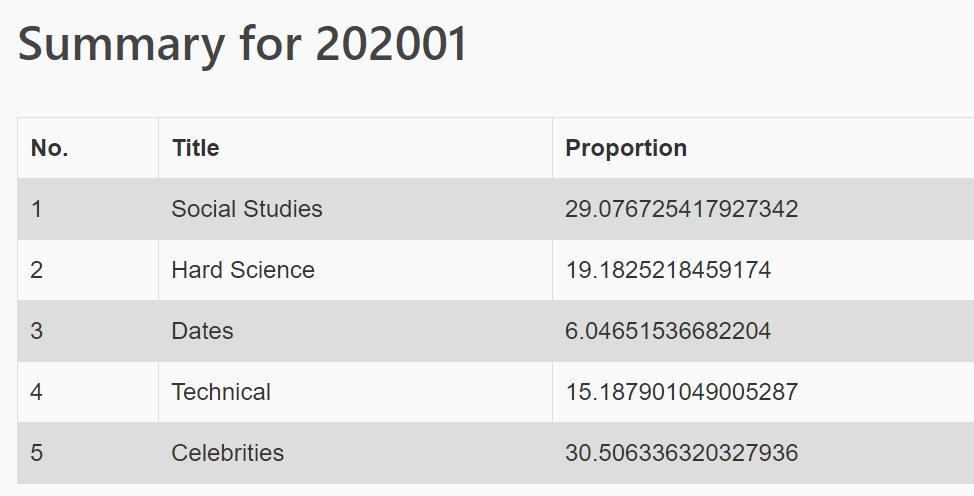 Summary for 202001
No. Title Proportion
1 Social Studies 29.076725417927342
2 Hard Science 19.1825218459174
3 Dates 6.04651536682204
4 Technical 15.187901049005287
5 Celebrities 30.506336320327936